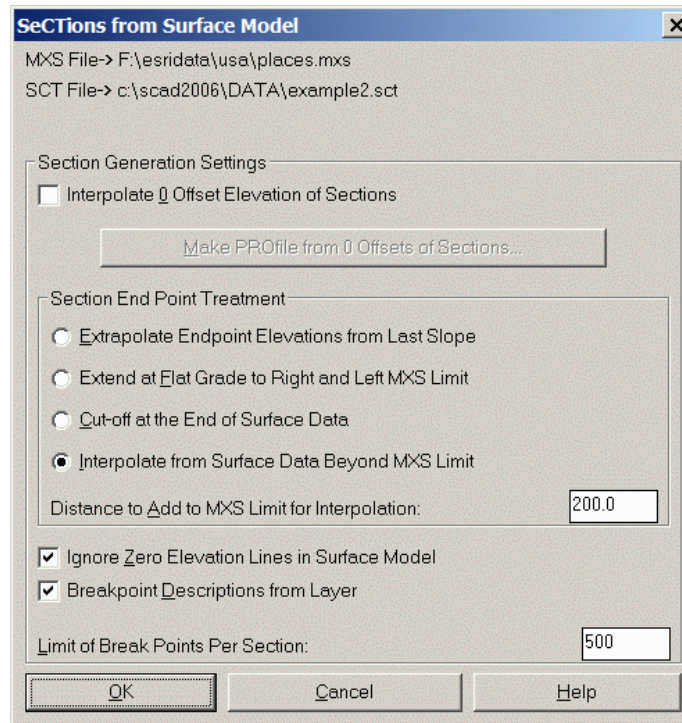 SeCTions from Surface Model
MXS File-> F:\esridata\usa\places.mxs
SCT File-> c:\scad2006\DATA\example2.sct
Section Generation Settings
Interpolate 0 Offset Elevation of Sections
Make PROfile from 0 Offsets of Sections...
Section End Point Treatment
Extrapolate Endpoint Elevations from Last Slope
Extend at Flat Grade to Right and Left MXS Limit
Cut-off at the End of Surface Data
Interpolate from Surface Data Beyond MXS Limit
Distance to Add to MXS Limit for Interpolation: 200.0
Ignore Zero Elevation Lines in Surface Model
Breakpoint Descriptions from Layer
Limit of Break Points Per Section: 500
OK Cancel Help